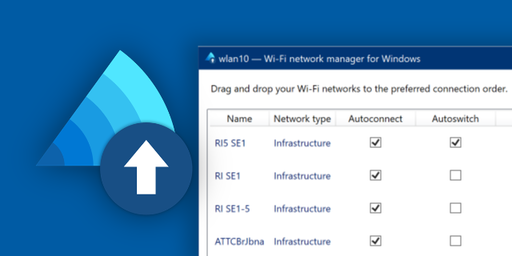 wlan10 — Wi-Fi network manager for Windows
Drag and drop your Wi-Fi networks to the preferred connection order.
Name Network type Autoconnect Autoswitch
RI5 SE1 Infrastructure
RI SE1 Infrastructure
RI SE1-5 Infrastructure
ATTCBrJbna Infrastructure